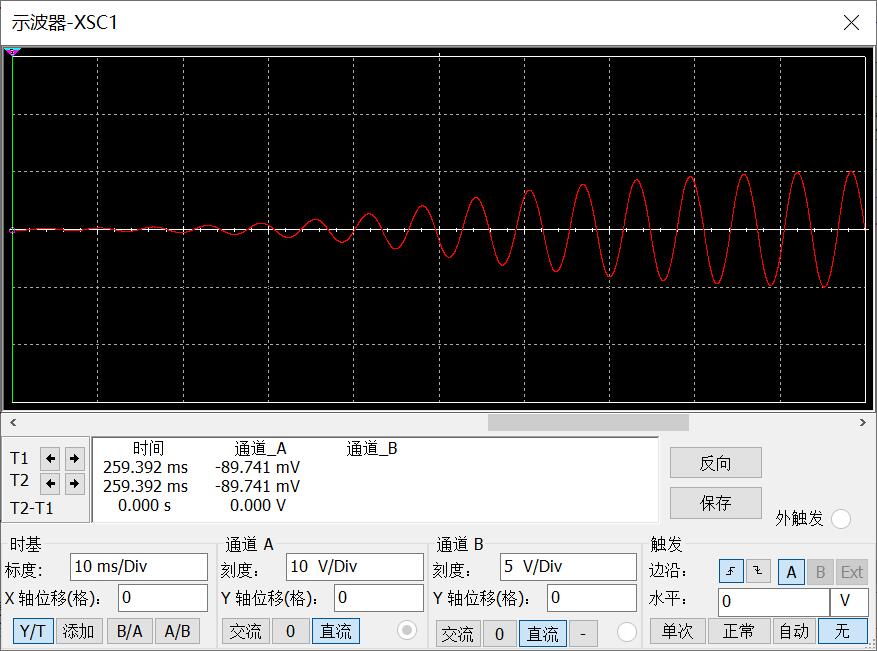 示波器-XSC1
T1
T2
T2-T1
时间 通道_A 通道_B
259.392 ms -89.741 mV
259.392 ms -89.741 mV
0.000 s 0.000 V
反向
保存
外触发
时基
标度: 10 ms/Div
X 轴位移(格): 0
Y/T 添加 B/A A/B
通道 A
刻度: 10 V/Div
Y 轴位移(格): 0
交流 0 直流
通道 B
刻度: 5 V/Div
Y 轴位移(格): 0
交流 0 直流 -
触发
边沿: A B Ext
水平: 0 V
单次 正常 自动 无